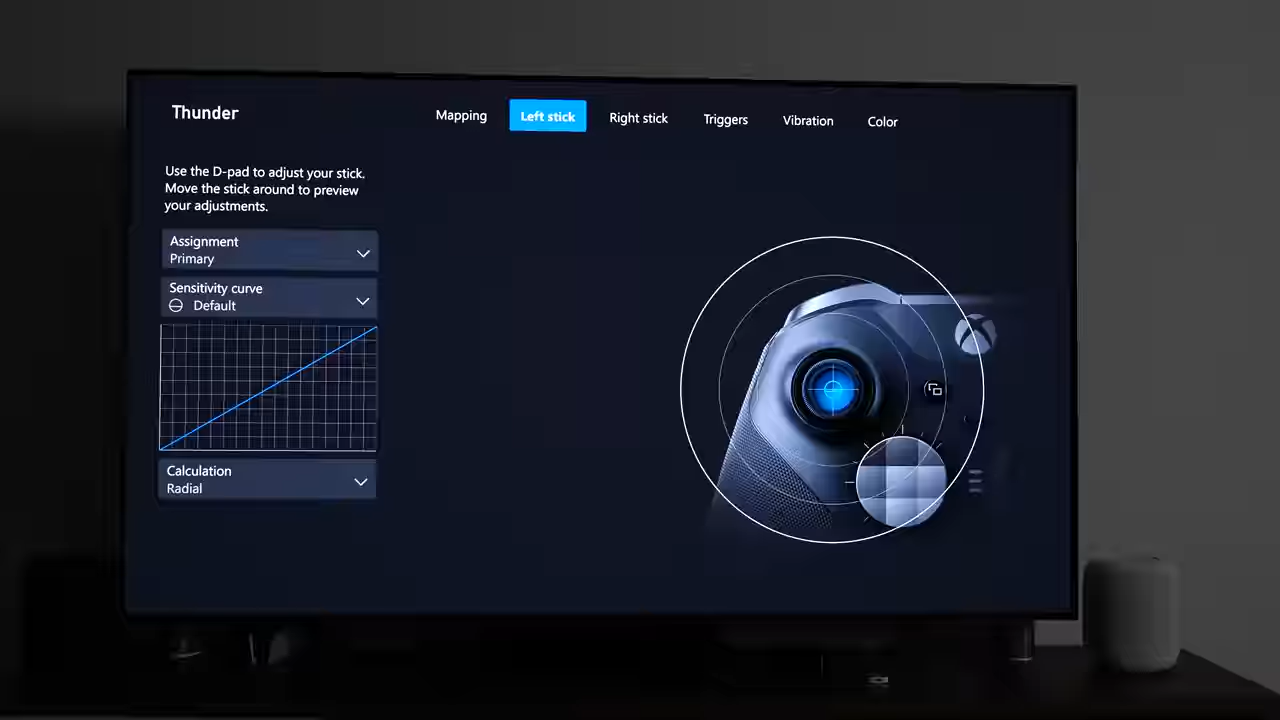 Thunder
Mapping
Left stick
Right stick
Triggers
Vibration
Color
Use the D-pad to adjust your stick.
Move the stick around to preview
your adjustments.
Assignment
Primary
Sensitivity curve
Default
Calculation
Radial